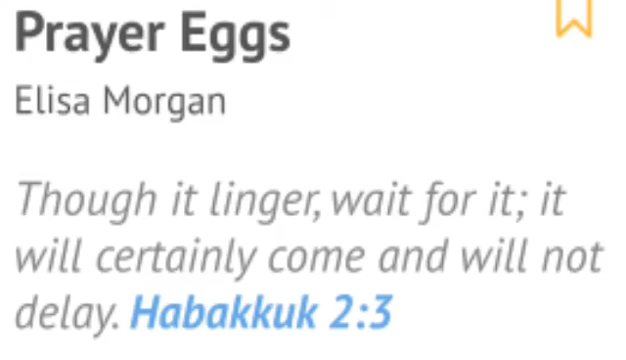 Prayer Eggs
Elisa Morgan
Though it linger, wait for it; it
will certainly come and will not
delay. Habakkuk 2:3